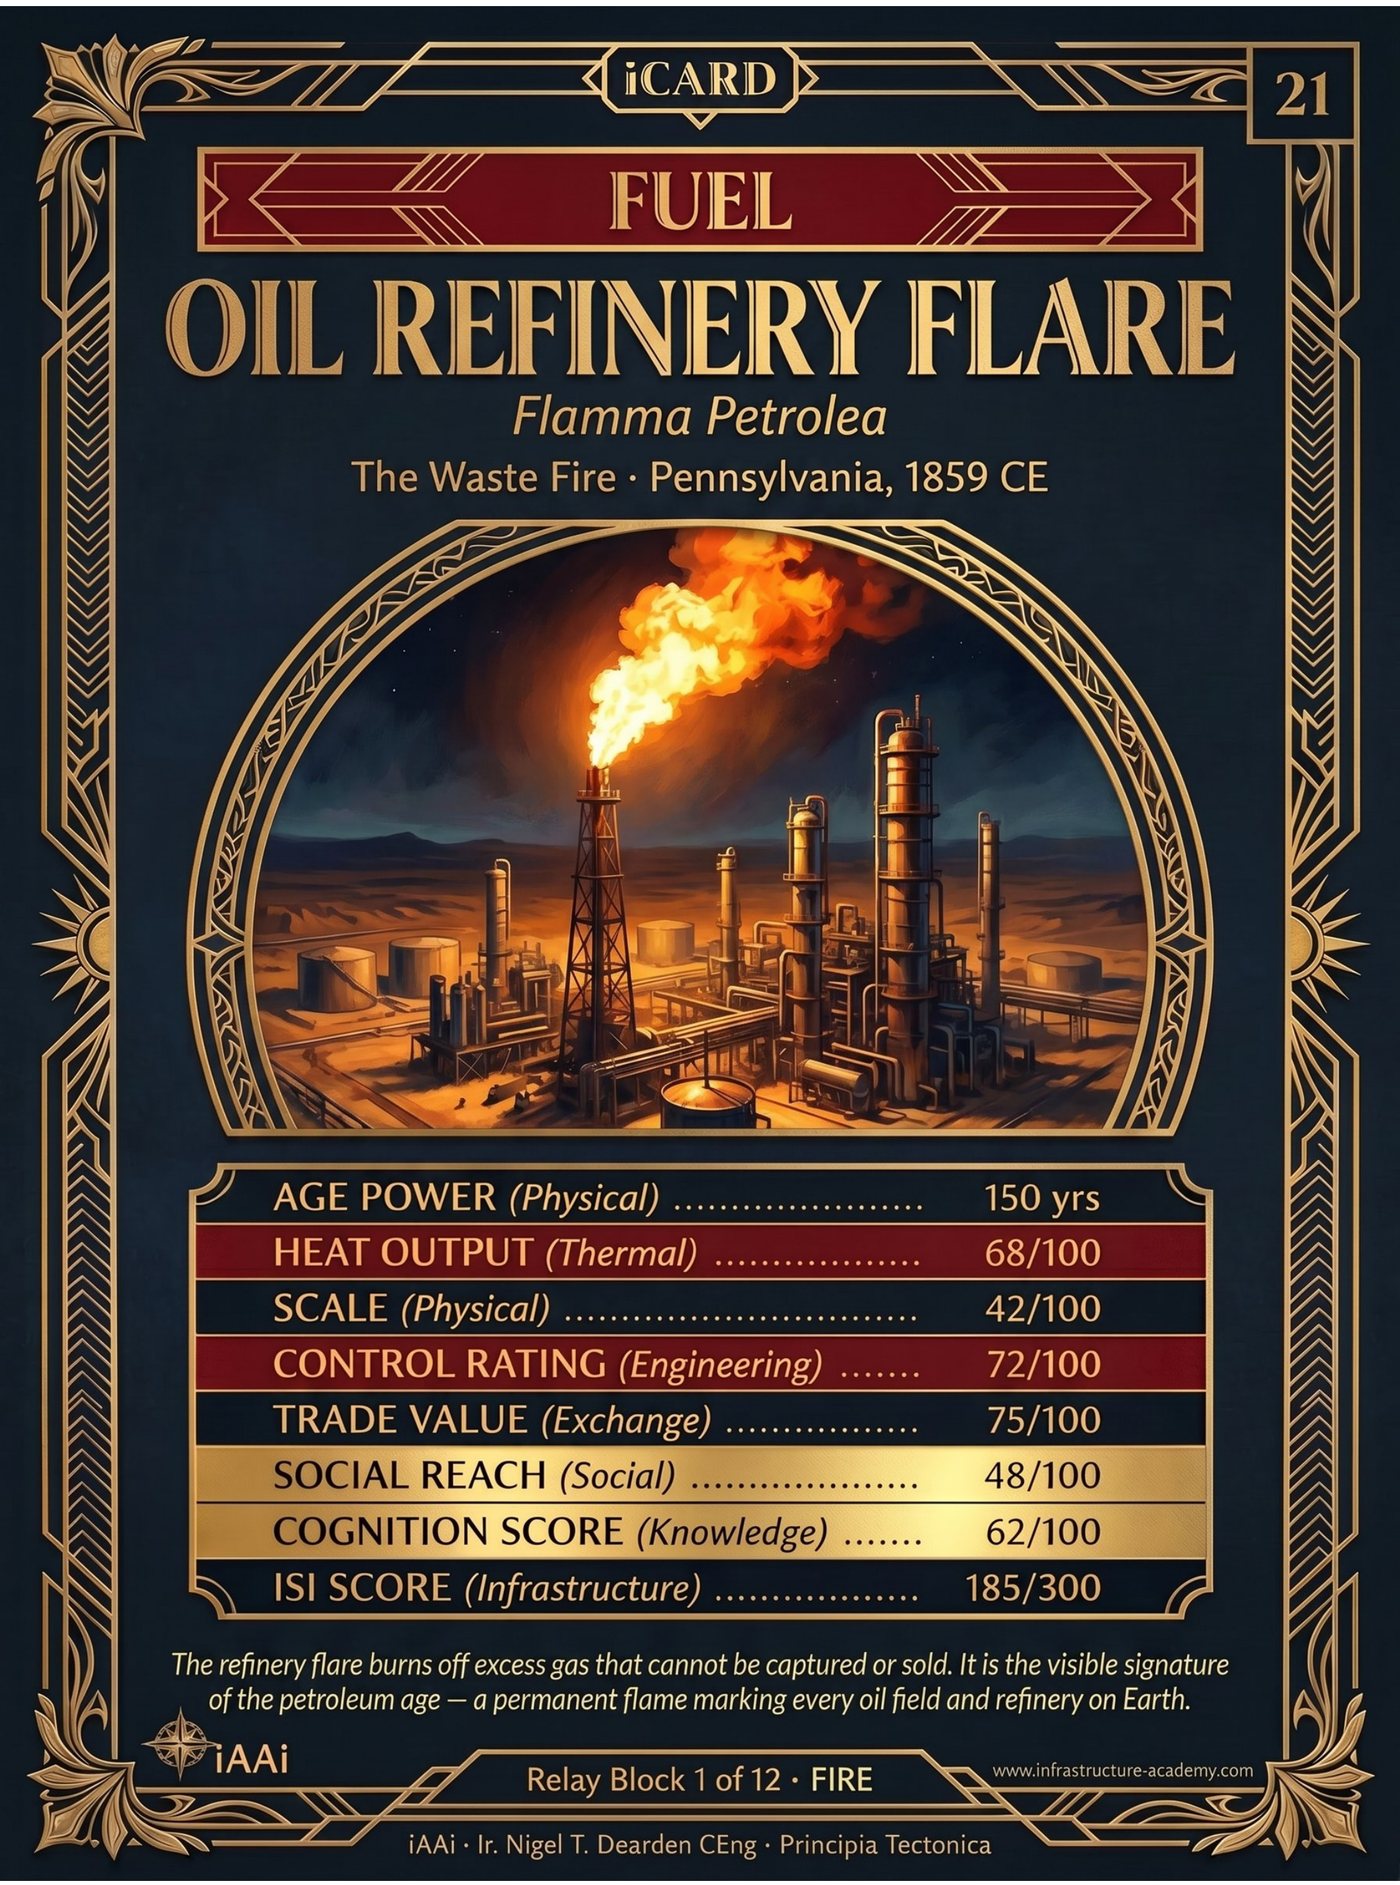 iCARD
21
FUEL
OIL REFINERY FLARE
Flamma Petrolea
The Waste Fire · Pennsylvania, 1859 CE
AGE POWER (Physical) ...................... 150 yrs
HEAT OUTPUT (Thermal) .................. 68/100
SCALE (Physical) ............................... 42/100
CONTROL RATING (Engineering) ....... 72/100
TRADE VALUE (Exchange) ................. 75/100
SOCIAL REACH (Social) .................... 48/100
COGNITION SCORE (Knowledge) ....... 62/100
ISI SCORE (Infrastructure) .................. 185/300
The refinery flare burns off excess gas that cannot be captured or sold. It is the visible signature
of the petroleum age — a permanent flame marking every oil field and refinery on Earth.
iAAi
Relay Block 1 of 12 · FIRE
www.infrastructure-academy.com
iAAi · Ir. Nigel T. Dearden CEng · Principia Tectonica